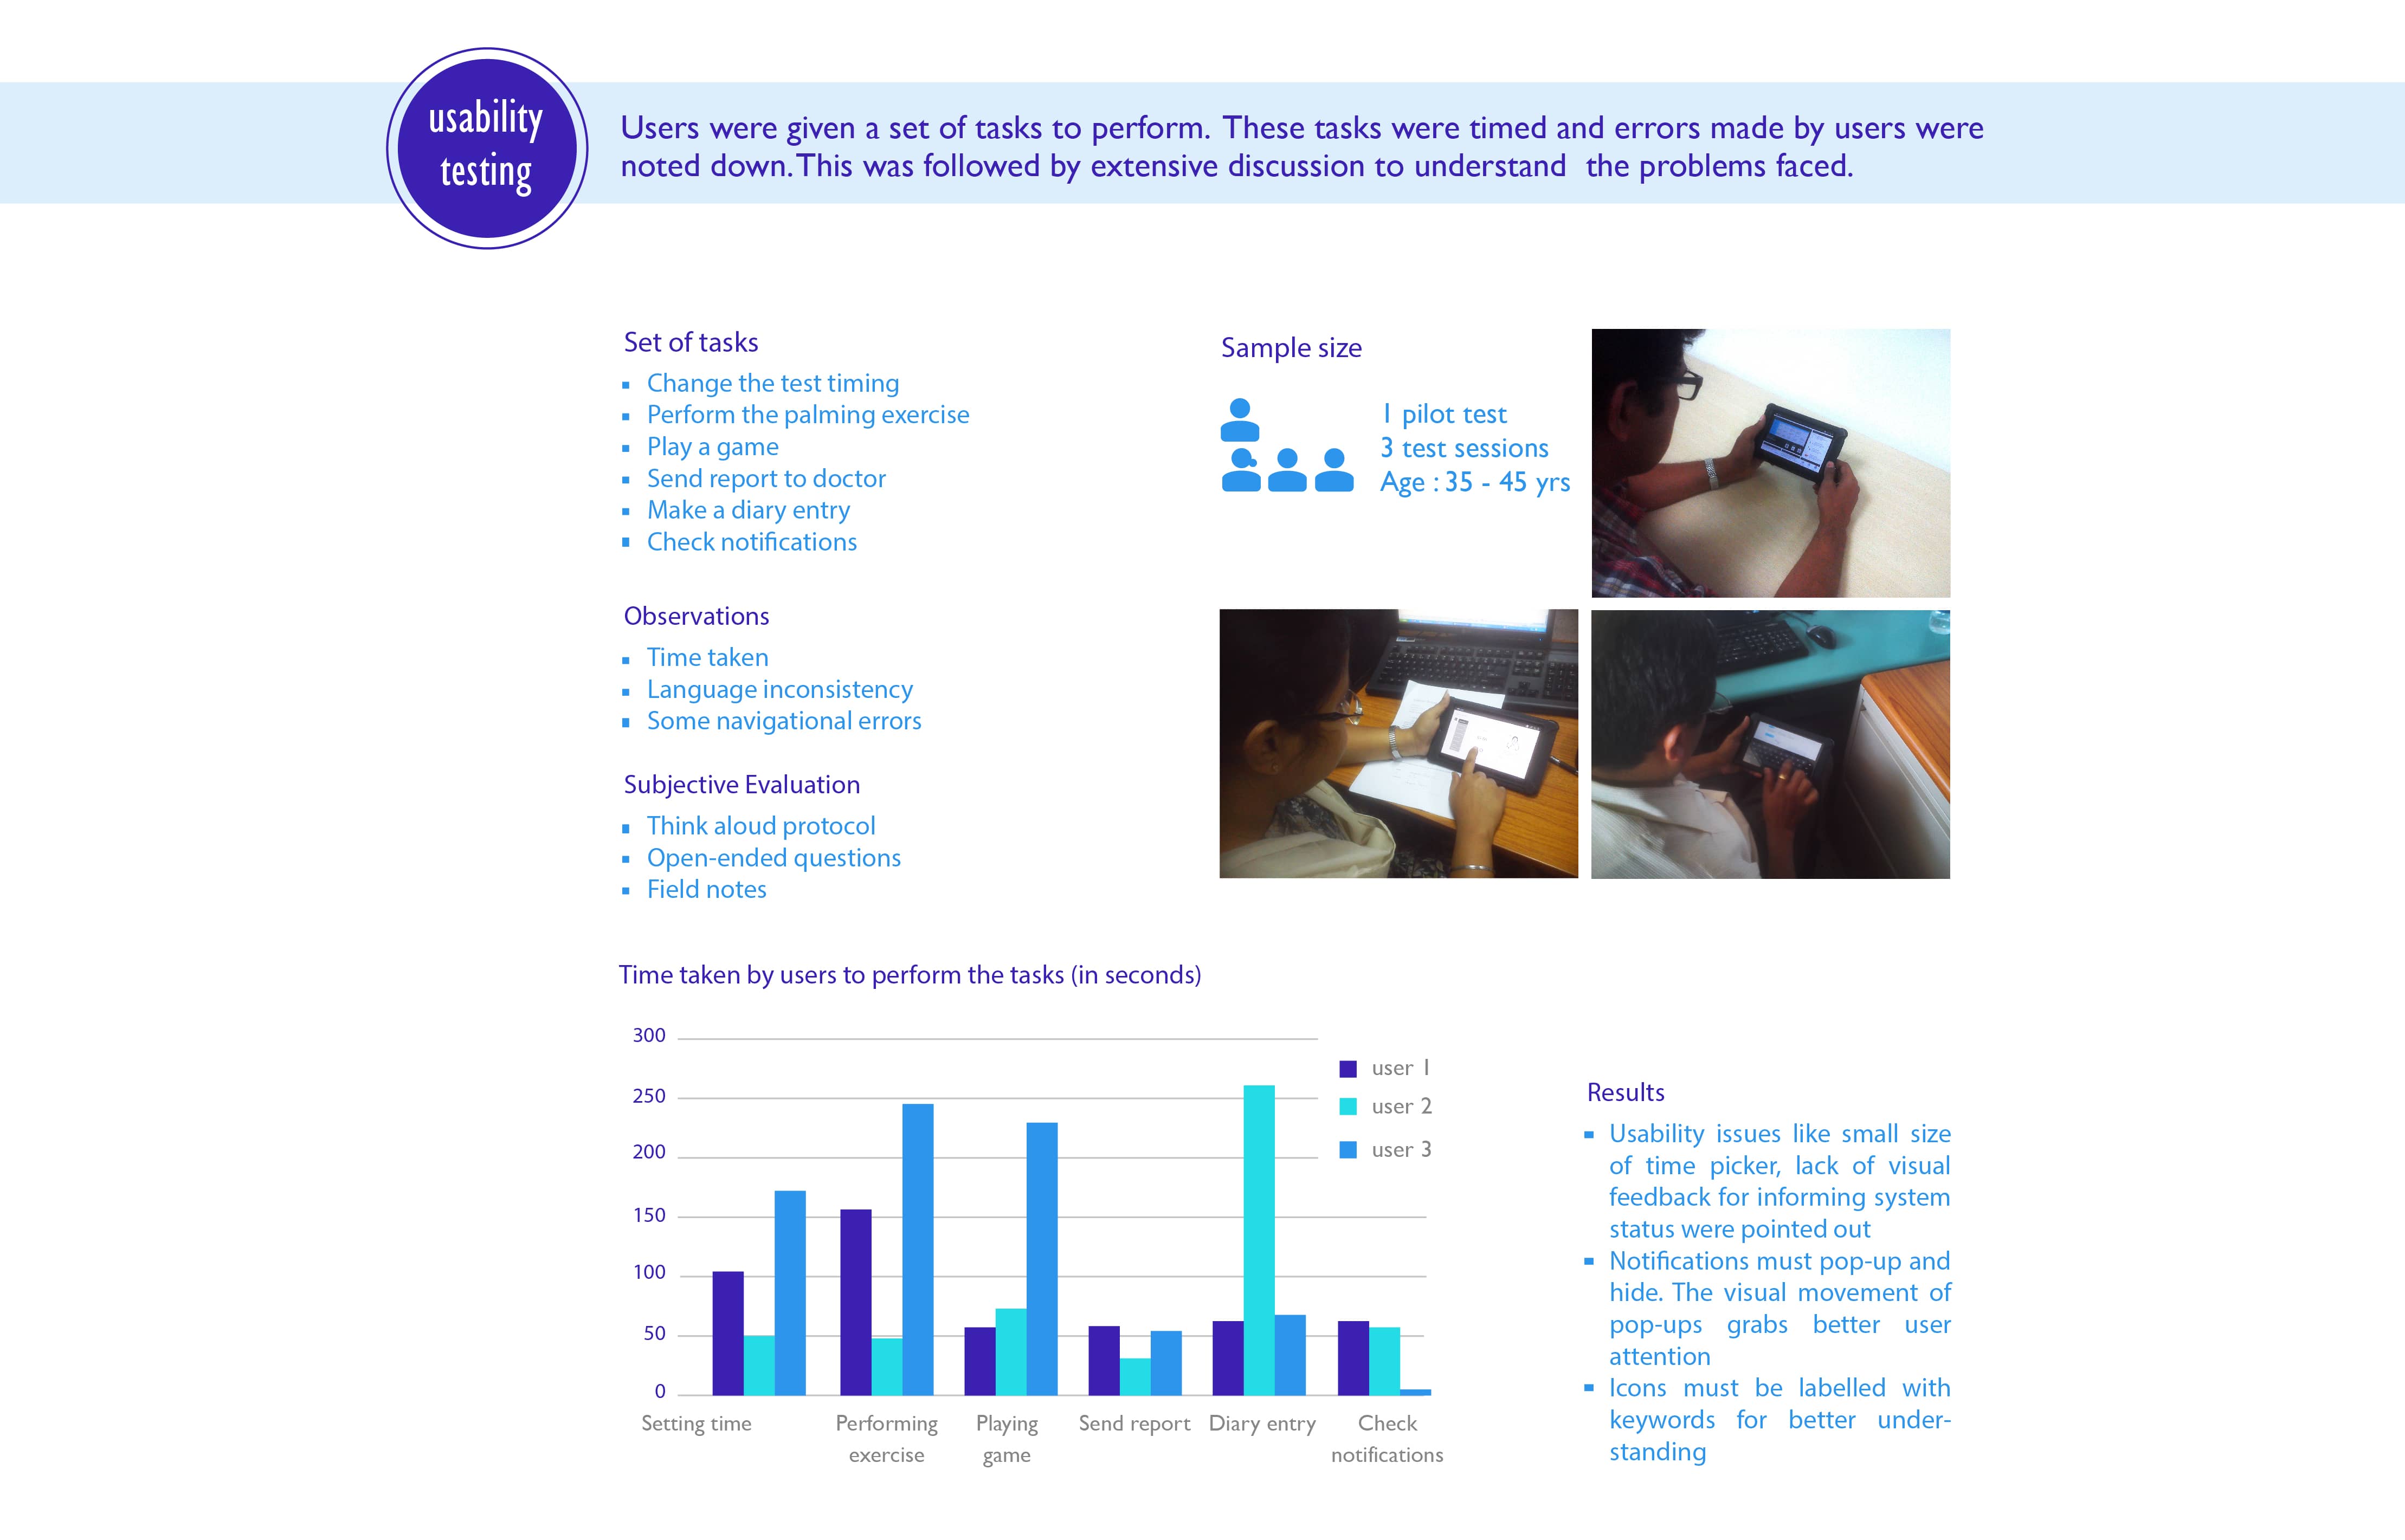 usability
testing
Users were given a set of tasks to perform. These tasks were timed and errors made by users were
noted down. This was followed by extensive discussion to understand the problems faced.
Set of tasks
Change the test timing
Perform the palming exercise
Play a game
Send report to doctor
Make a diary entry
Check notifications
Observations
Time taken
Language inconsistency
Some navigational errors
Subjective Evaluation
Think aloud protocol
Open-ended questions
Field notes
Sample size
1 pilot test
3 test sessions
Age : 35 - 45 yrs
Time taken by users to perform the tasks (in seconds)
300
250
200
150
100
50
0
user 1
user 2
user 3
Setting time
Performing
exercise
Playing
game
Send report
Diary entry
Check
notifications
Results
Usability issues like small size
of time picker, lack of visual
feedback for informing system
status were pointed out
Notifications must pop-up and
hide. The visual movement of
pop-ups grabs better user
attention
Icons must be labelled with
keywords for better under-
standing